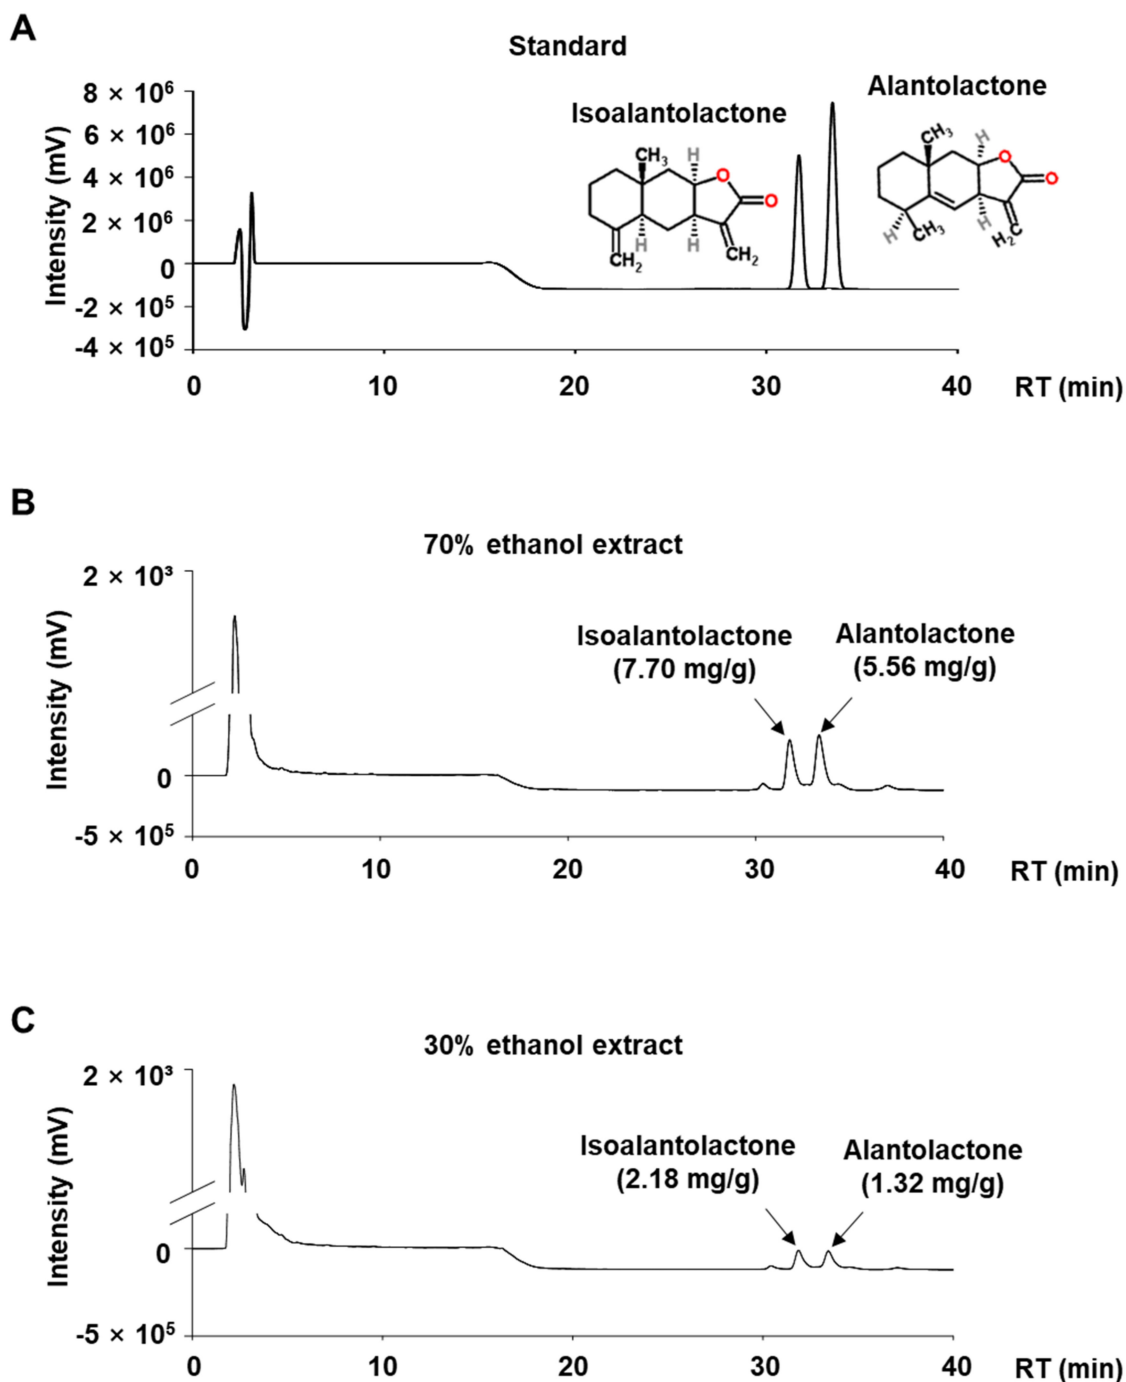 A
Standard
Isoalantolactone
Alantolactone
8 × 10⁶
6 × 10⁶
4 × 10⁶
2 × 10⁶
0
-2 × 10⁵
-4 × 10⁵
Intensity (mV)
CH₃
H
O
O
H
H
CH₂
CH₂
CH₃
H
O
O
H
CH₃
H
H₂C
0 10 20 30 40 RT (min)
B
70% ethanol extract
2 × 10³
0
-5 × 10⁵
Intensity (mV)
Isoalantolactone
(7.70 mg/g)
Alantolactone
(5.56 mg/g)
0 10 20 30 40 RT (min)
C
30% ethanol extract
2 × 10³
0
-5 × 10⁵
Intensity (mV)
Isoalantolactone
(2.18 mg/g)
Alantolactone
(1.32 mg/g)
0 10 20 30 40 RT (min)